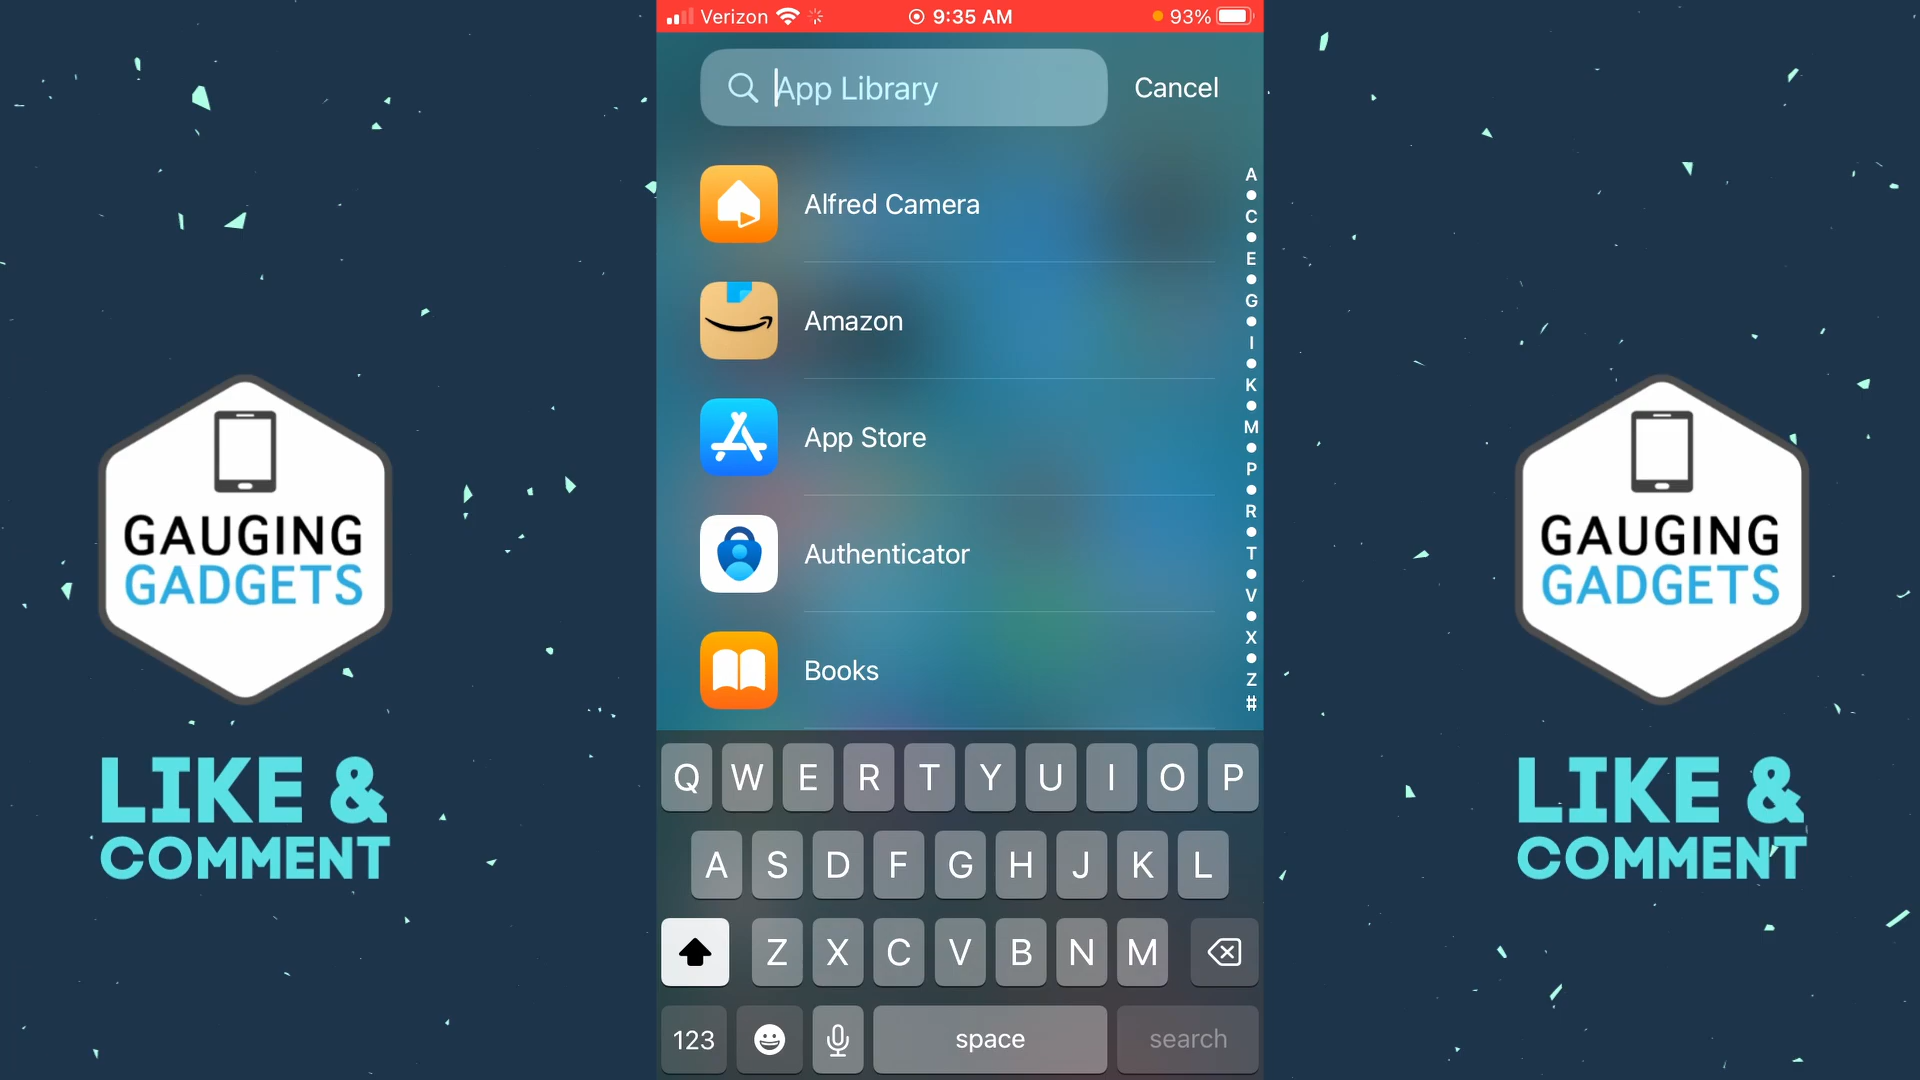 Verizon 9:35 AM 93%
App Library Cancel
Alfred Camera
Amazon
App Store
Authenticator
Books
A
C
E
G
I
K
M
P
R
T
V
X
Z
#
Q W E R T Y U I O P
A S D F G H J K L
Z X C V B N M
123 space search
GAUGING
GADGETS
LIKE &
COMMENT
GAUGING
GADGETS
LIKE &
COMMENT